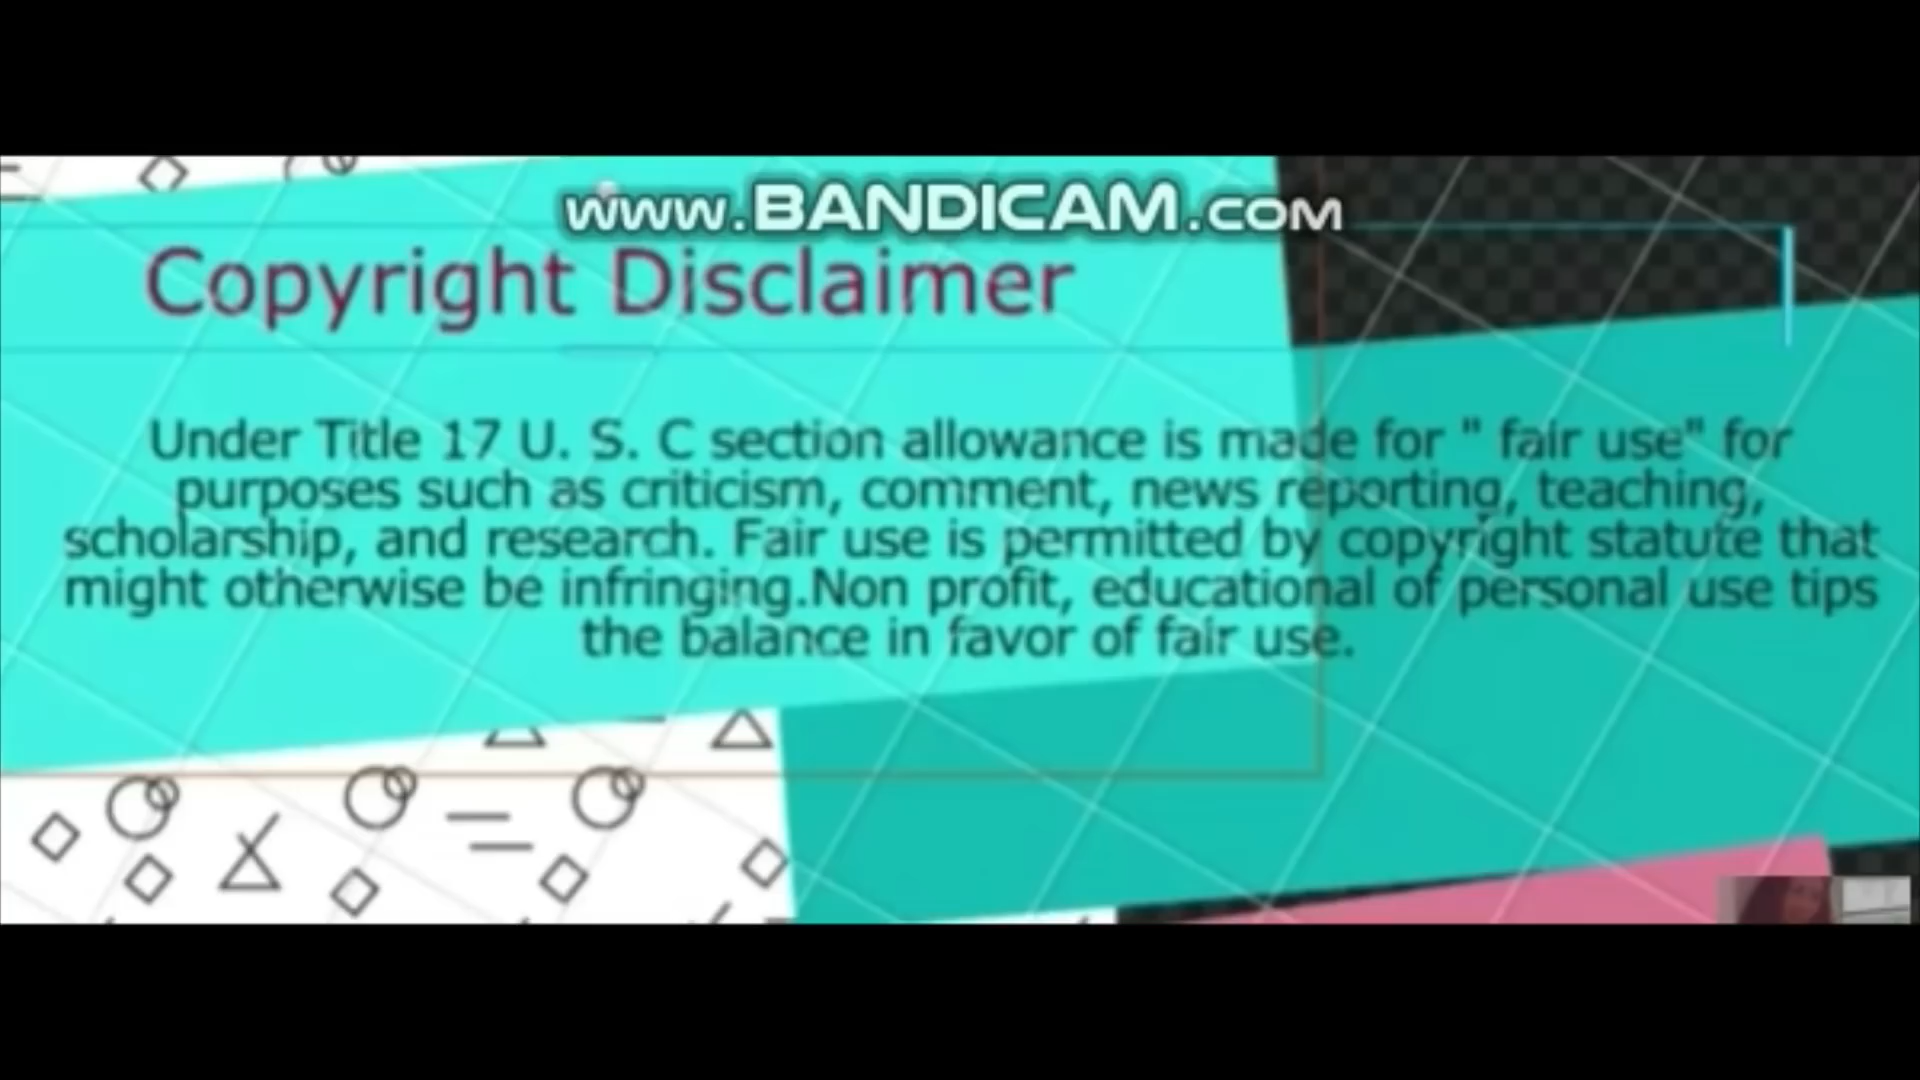 www.BANDICAM.COM
Copyright Disclaimer
Under Title 17 U. S. C section allowance is made for " fair use" for
purposes such as criticism, comment, news reporting, teaching,
scholarship, and research. Fair use is permitted by copyright statute that
might otherwise be infringing.Non profit, educational of personal use tips
the balance in favor of fair use.